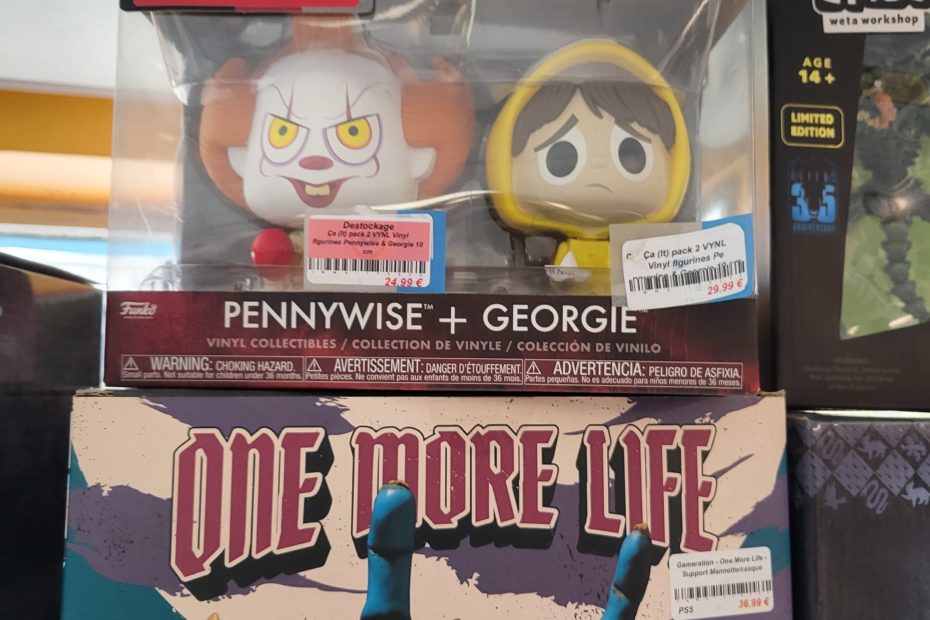 weta workshop
AGE
14+
LIMITED
EDITION
3-5
ANNIVERSARY
Destockage
Ça (It) pack 2 VYNL Vinyl
figurines Pennywise & Georgie 10
cm
24.99 €
Ça (It) pack 2 VYNL
Vinyl figurines Pe
29.99 €
Funko
PENNYWISE™ + GEORGIE
VINYL COLLECTIBLES / COLLECTION DE VINYLE / COLECCIÓN DE VINILO
WARNING: CHOKING HAZARD.
Small parts. Not suitable for children under 36 months.
AVERTISSEMENT: DANGER D'ÉTOUFFEMENT.
Petites pièces. Ne convient pas aux enfants de moins de 36 mois.
ADVERTENCIA: PELIGRO DE ASFIXIA.
Partes pequeñas. No es adecuado para niños menores de 36 meses.
ONE MORE LIFE
Gameration - One More Life -
Support Mannette/casque
PS5
36.99 €